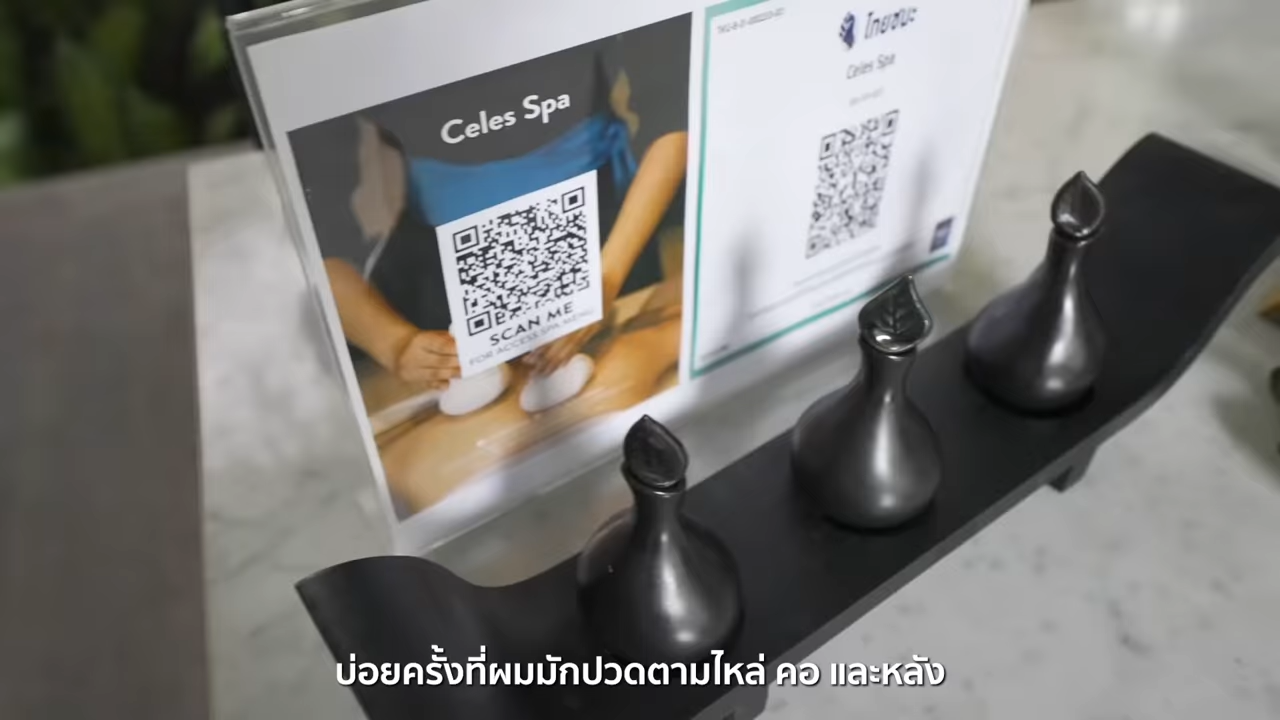 Celes Spa
SCAN ME
FOR ACCESS SPA MENU
ไทยชนะ
Celes Spa
บ่อยครั้งที่ผมมักปวดตามไหล่ คอ และหลัง